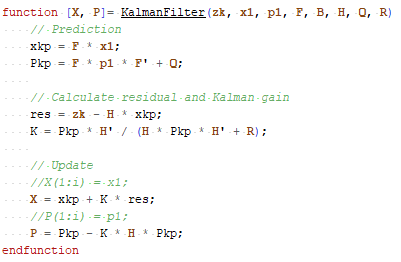 function [X, P]= KalmanFilter(zk, x1, p1, F, B, H, Q, R)
// Prediction
xkp = F * x1;
Pkp = F * p1 * F' + Q;
// Calculate residual and Kalman gain
res = zk - H * xkp;
K = Pkp * H' / (H * Pkp * H' + R);
// Update
//X(1:i) = x1;
X = xkp + K * res;
//P(1:i) = p1;
P = Pkp - K * H * Pkp;
endfunction